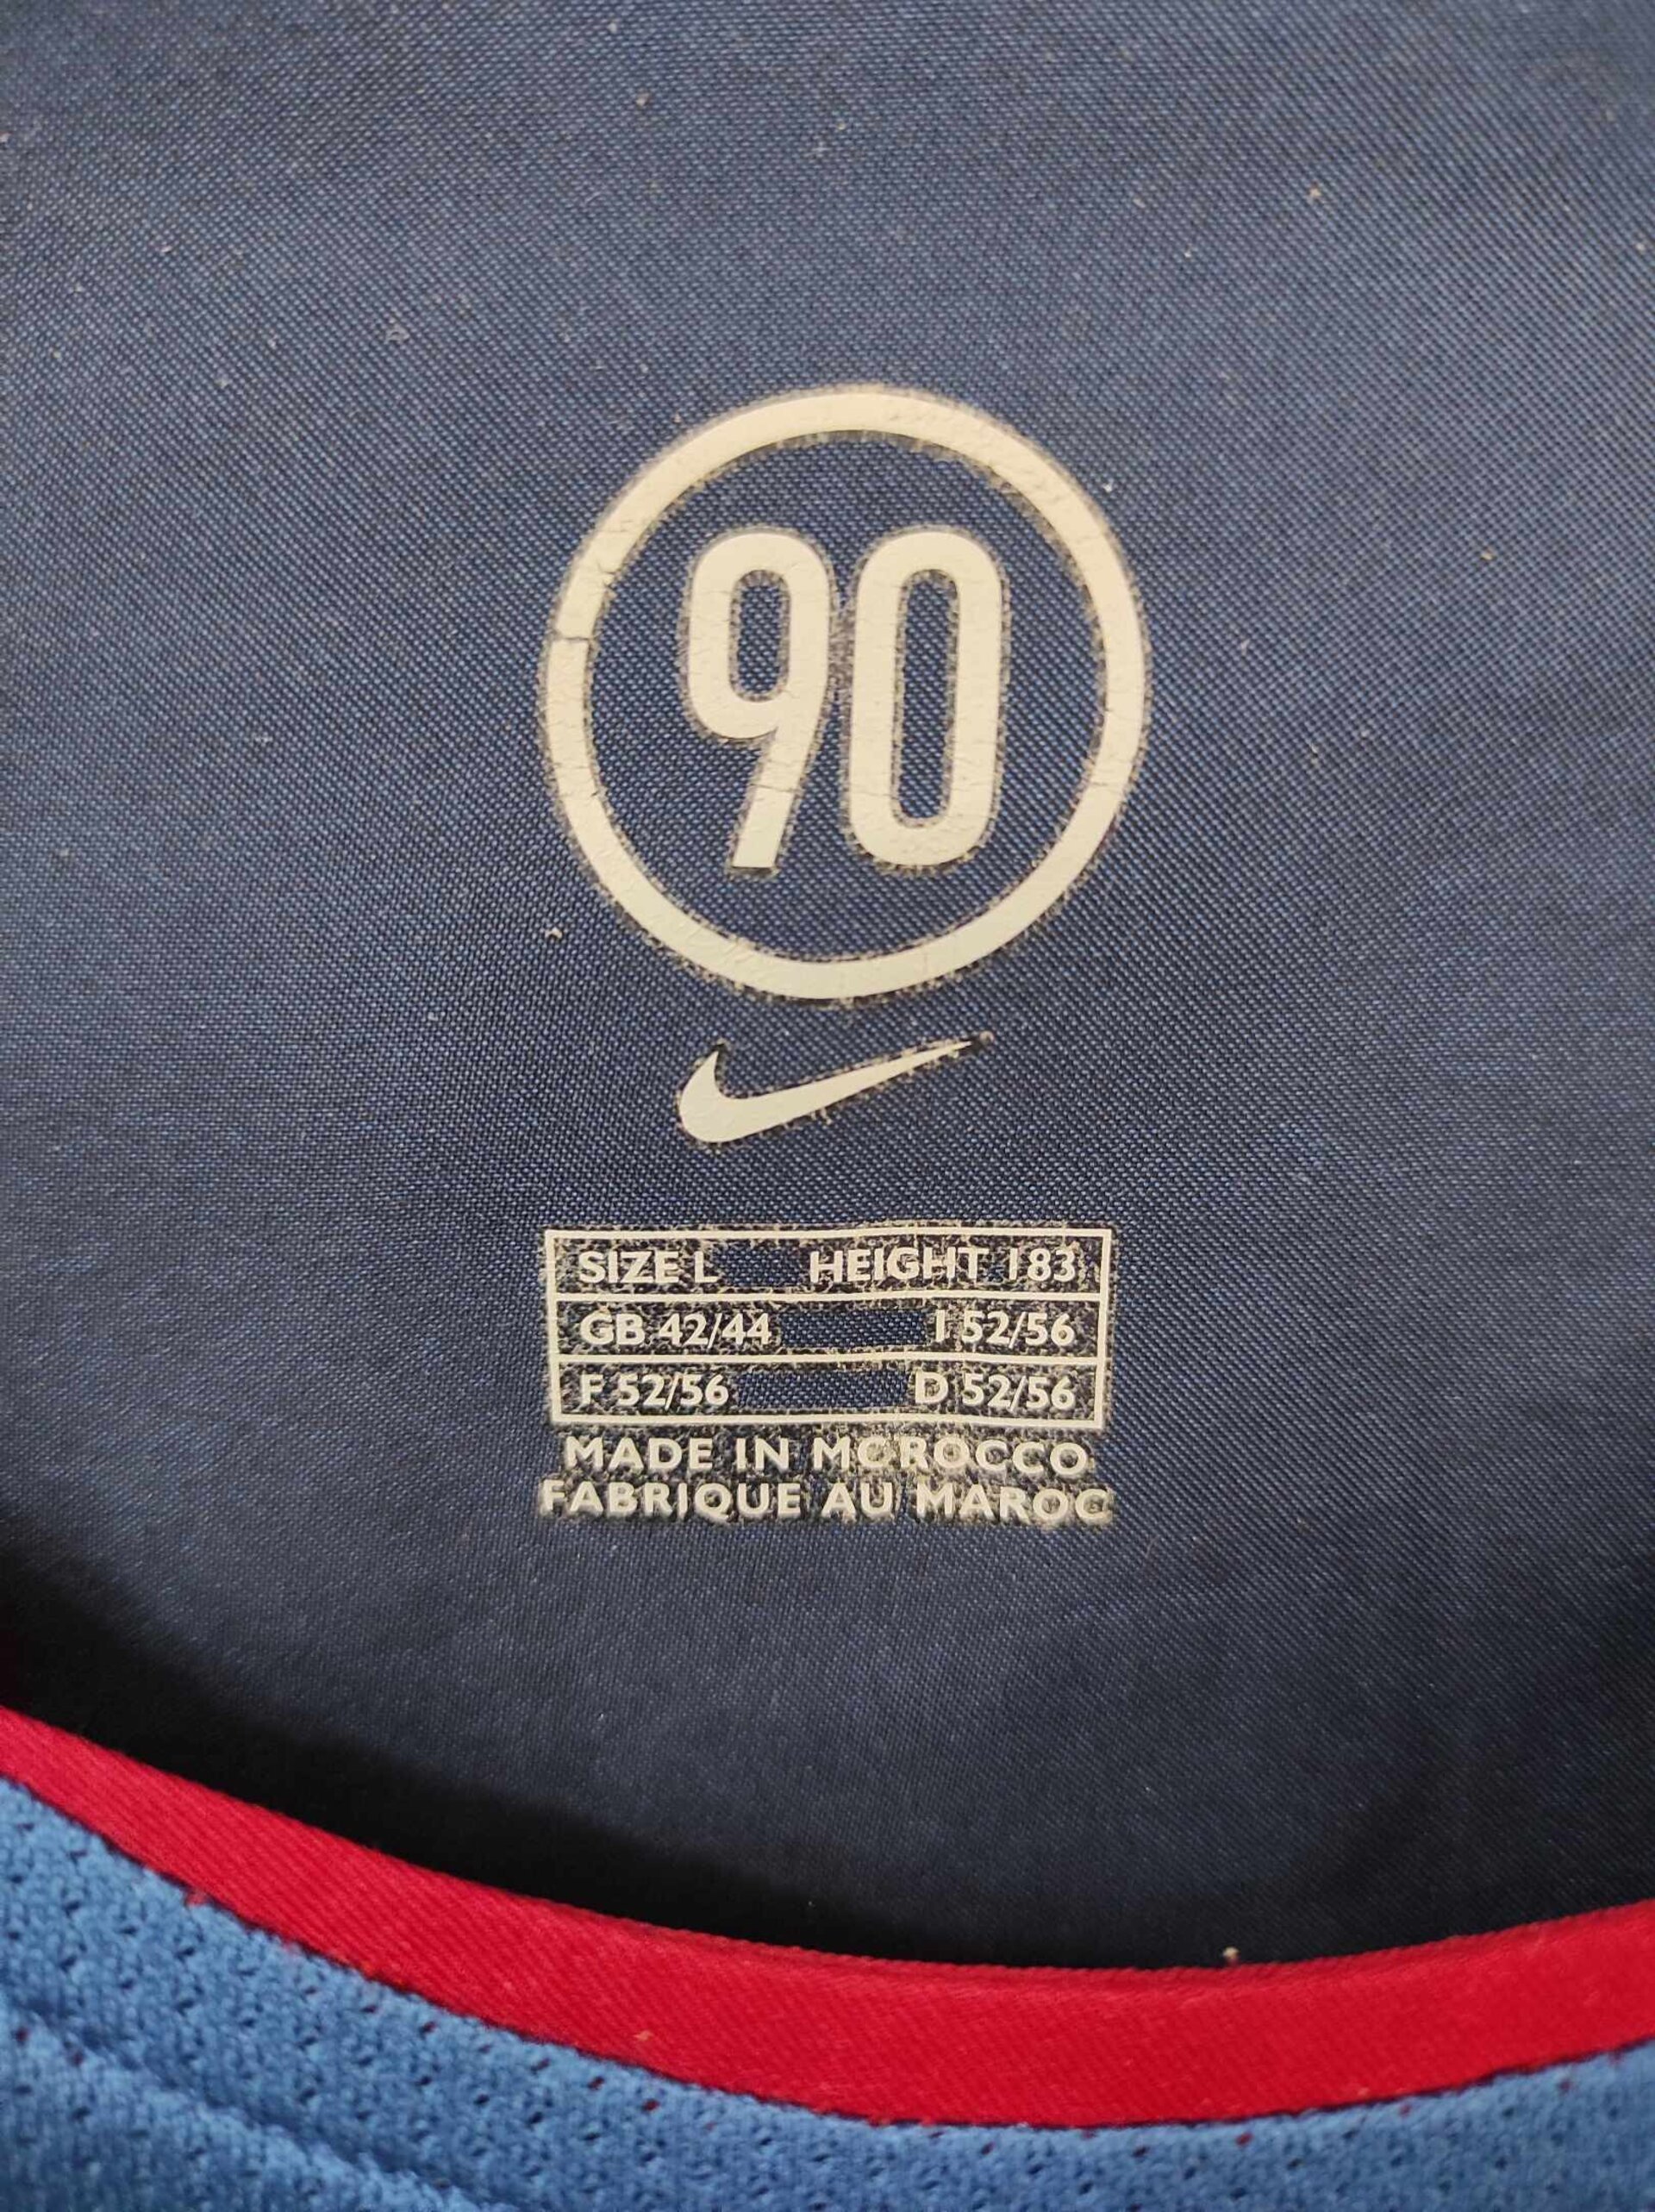 90
SIZE L HEIGHT 183
GB 42/44 I 52/56
F 52/56 D 52/56
MADE IN MOROCCO
FABRIQUE AU MAROC